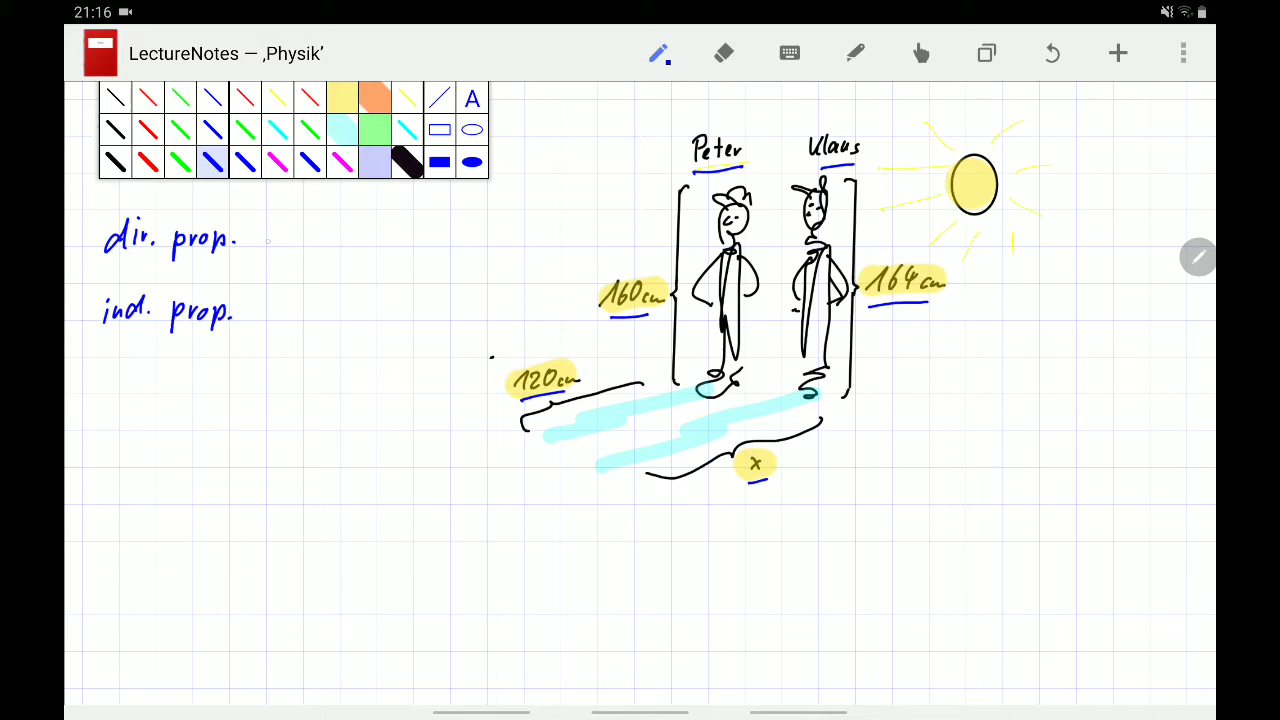 21:16
LectureNotes — ‚Physik‘
A
Peter
Klaus
dir. prop.
160cm
164cm
ind. prop.
120cm
x